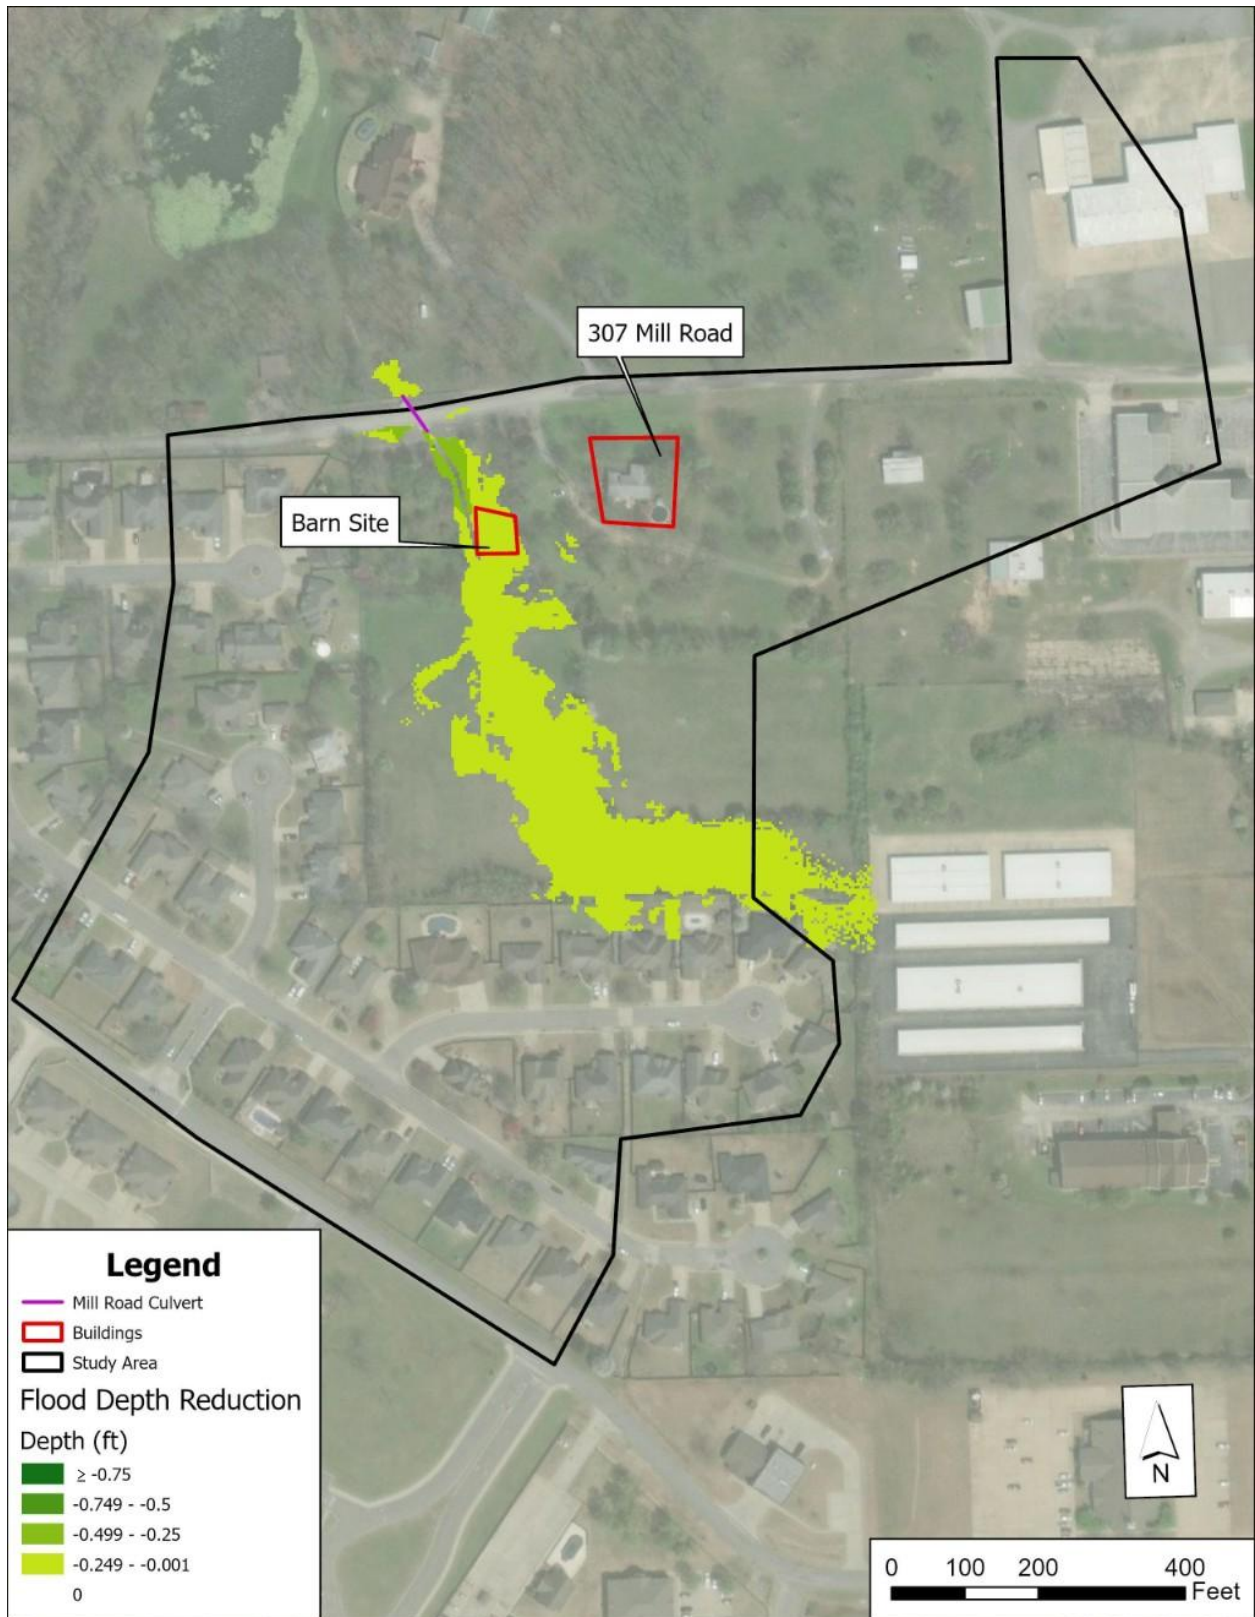 307 Mill Road
Barn Site
Legend
Mill Road Culvert
Buildings
Study Area
Flood Depth Reduction
Depth (ft)
≥ -0.75
-0.749 - -0.5
-0.499 - -0.25
-0.249 - -0.001
0
N
0 100 200 400
Feet